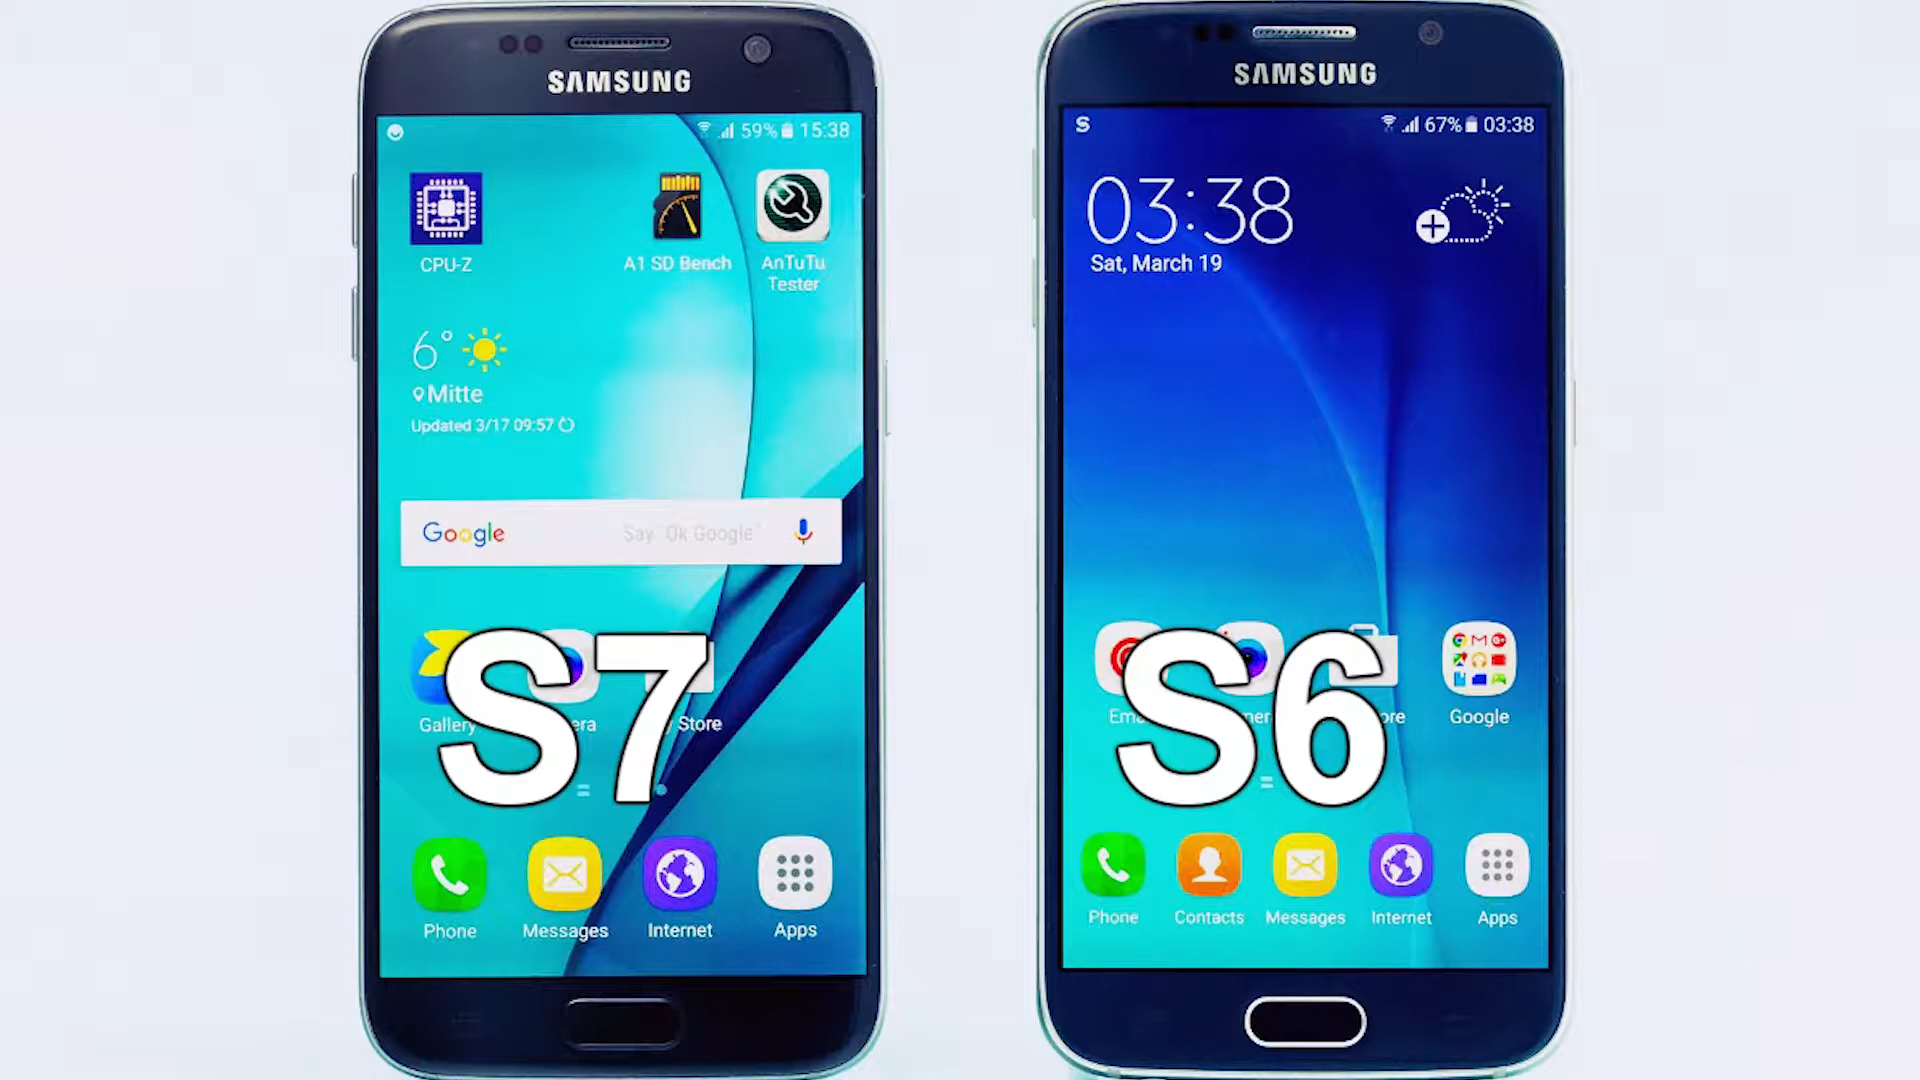 SAMSUNG
59% 15:38
CPU-Z
A1 SD Bench
AnTuTu
Tester
6°
Mitte
Updated 3/17 09:57
Google
Say "Ok Google"
Gallery
Store
S7
Phone
Messages
Internet
Apps
SAMSUNG
S
67% 03:38
03:38
Sat, March 19
Google
S6
Phone
Contacts
Messages
Internet
Apps